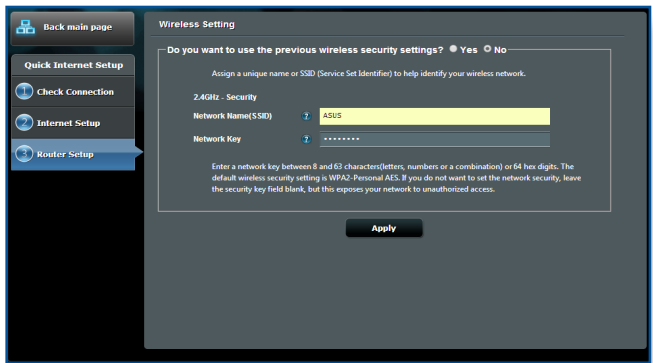 Back main page
Wireless Setting
Do you want to use the previous wireless security settings? Yes No
Quick Internet Setup
Assign a unique name or SSID (Service Set Identifier) to help identify your wireless network.
1 Check Connection
2.4GHz - Security
Network Name(SSID) ? ASUS
2 Internet Setup
Network Key ? ········
3 Router Setup
Enter a network key between 8 and 63 characters(letters, numbers or a combination) or 64 hex digits. The
default wireless security setting is WPA2-Personal AES. If you do not want to set the network security, leave
the security key field blank, but this exposes your network to unauthorized access.
Apply